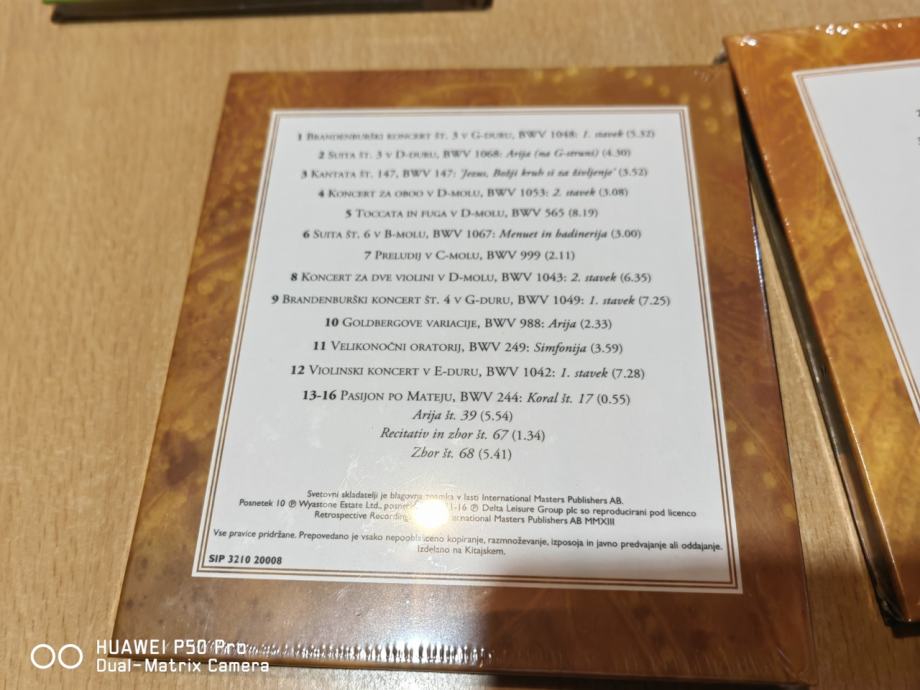 1 Brandenburški koncert št. 3 v G-duru, BWV 1048: 1. stavek (5.32)
2 Suita št. 3 v D-duru, BWV 1068: Arija (na G-struni) (4.30)
3 Kantata št. 147, BWV 147: 'Jezus, Božji kruh si za življenje' (3.52)
4 Koncert za oboo v D-molu, BWV 1053: 2. stavek (3.08)
5 Toccata in fuga v D-molu, BWV 565 (8.19)
6 Suita št. 6 v B-molu, BWV 1067: Menuet in badinerija (3.00)
7 Preludij v C-molu, BWV 999 (2.11)
8 Koncert za dve violini v D-molu, BWV 1043: 2. stavek (6.35)
9 Brandenburški koncert št. 4 v G-duru, BWV 1049: 1. stavek (7.25)
10 Goldbergove variacije, BWV 988: Arija (2.33)
11 Velikonočni oratorij, BWV 249: Simfonija (3.59)
12 Violinski koncert v E-duru, BWV 1042: 1. stavek (7.28)
13-16 Pasijon po Mateju, BWV 244: Koral št. 17 (0.55)
Arija št. 39 (5.54)
Recitativ in zbor št. 67 (1.34)
Zbor št. 68 (5.41)
Svetovni skladatelji je blagovna znamka v lasti International Masters Publishers AB.
Posnetek 10 ℗ Wyastone Estate Ltd., 1-16 ℗ Delta Leisure Group plc so reproducirani pod licenco
Retrospective International Masters Publishers AB MMXIII
Vse pravice pridržane. Prepovedano je vsako nepooblaščeno kopiranje, razmnoževanje, izposoja in javno predvajanje ali oddajanje.
Izdelano na Kitajskem.
SIP 3210 20008
HUAWEI P50 Pro
Dual-Matrix Camera